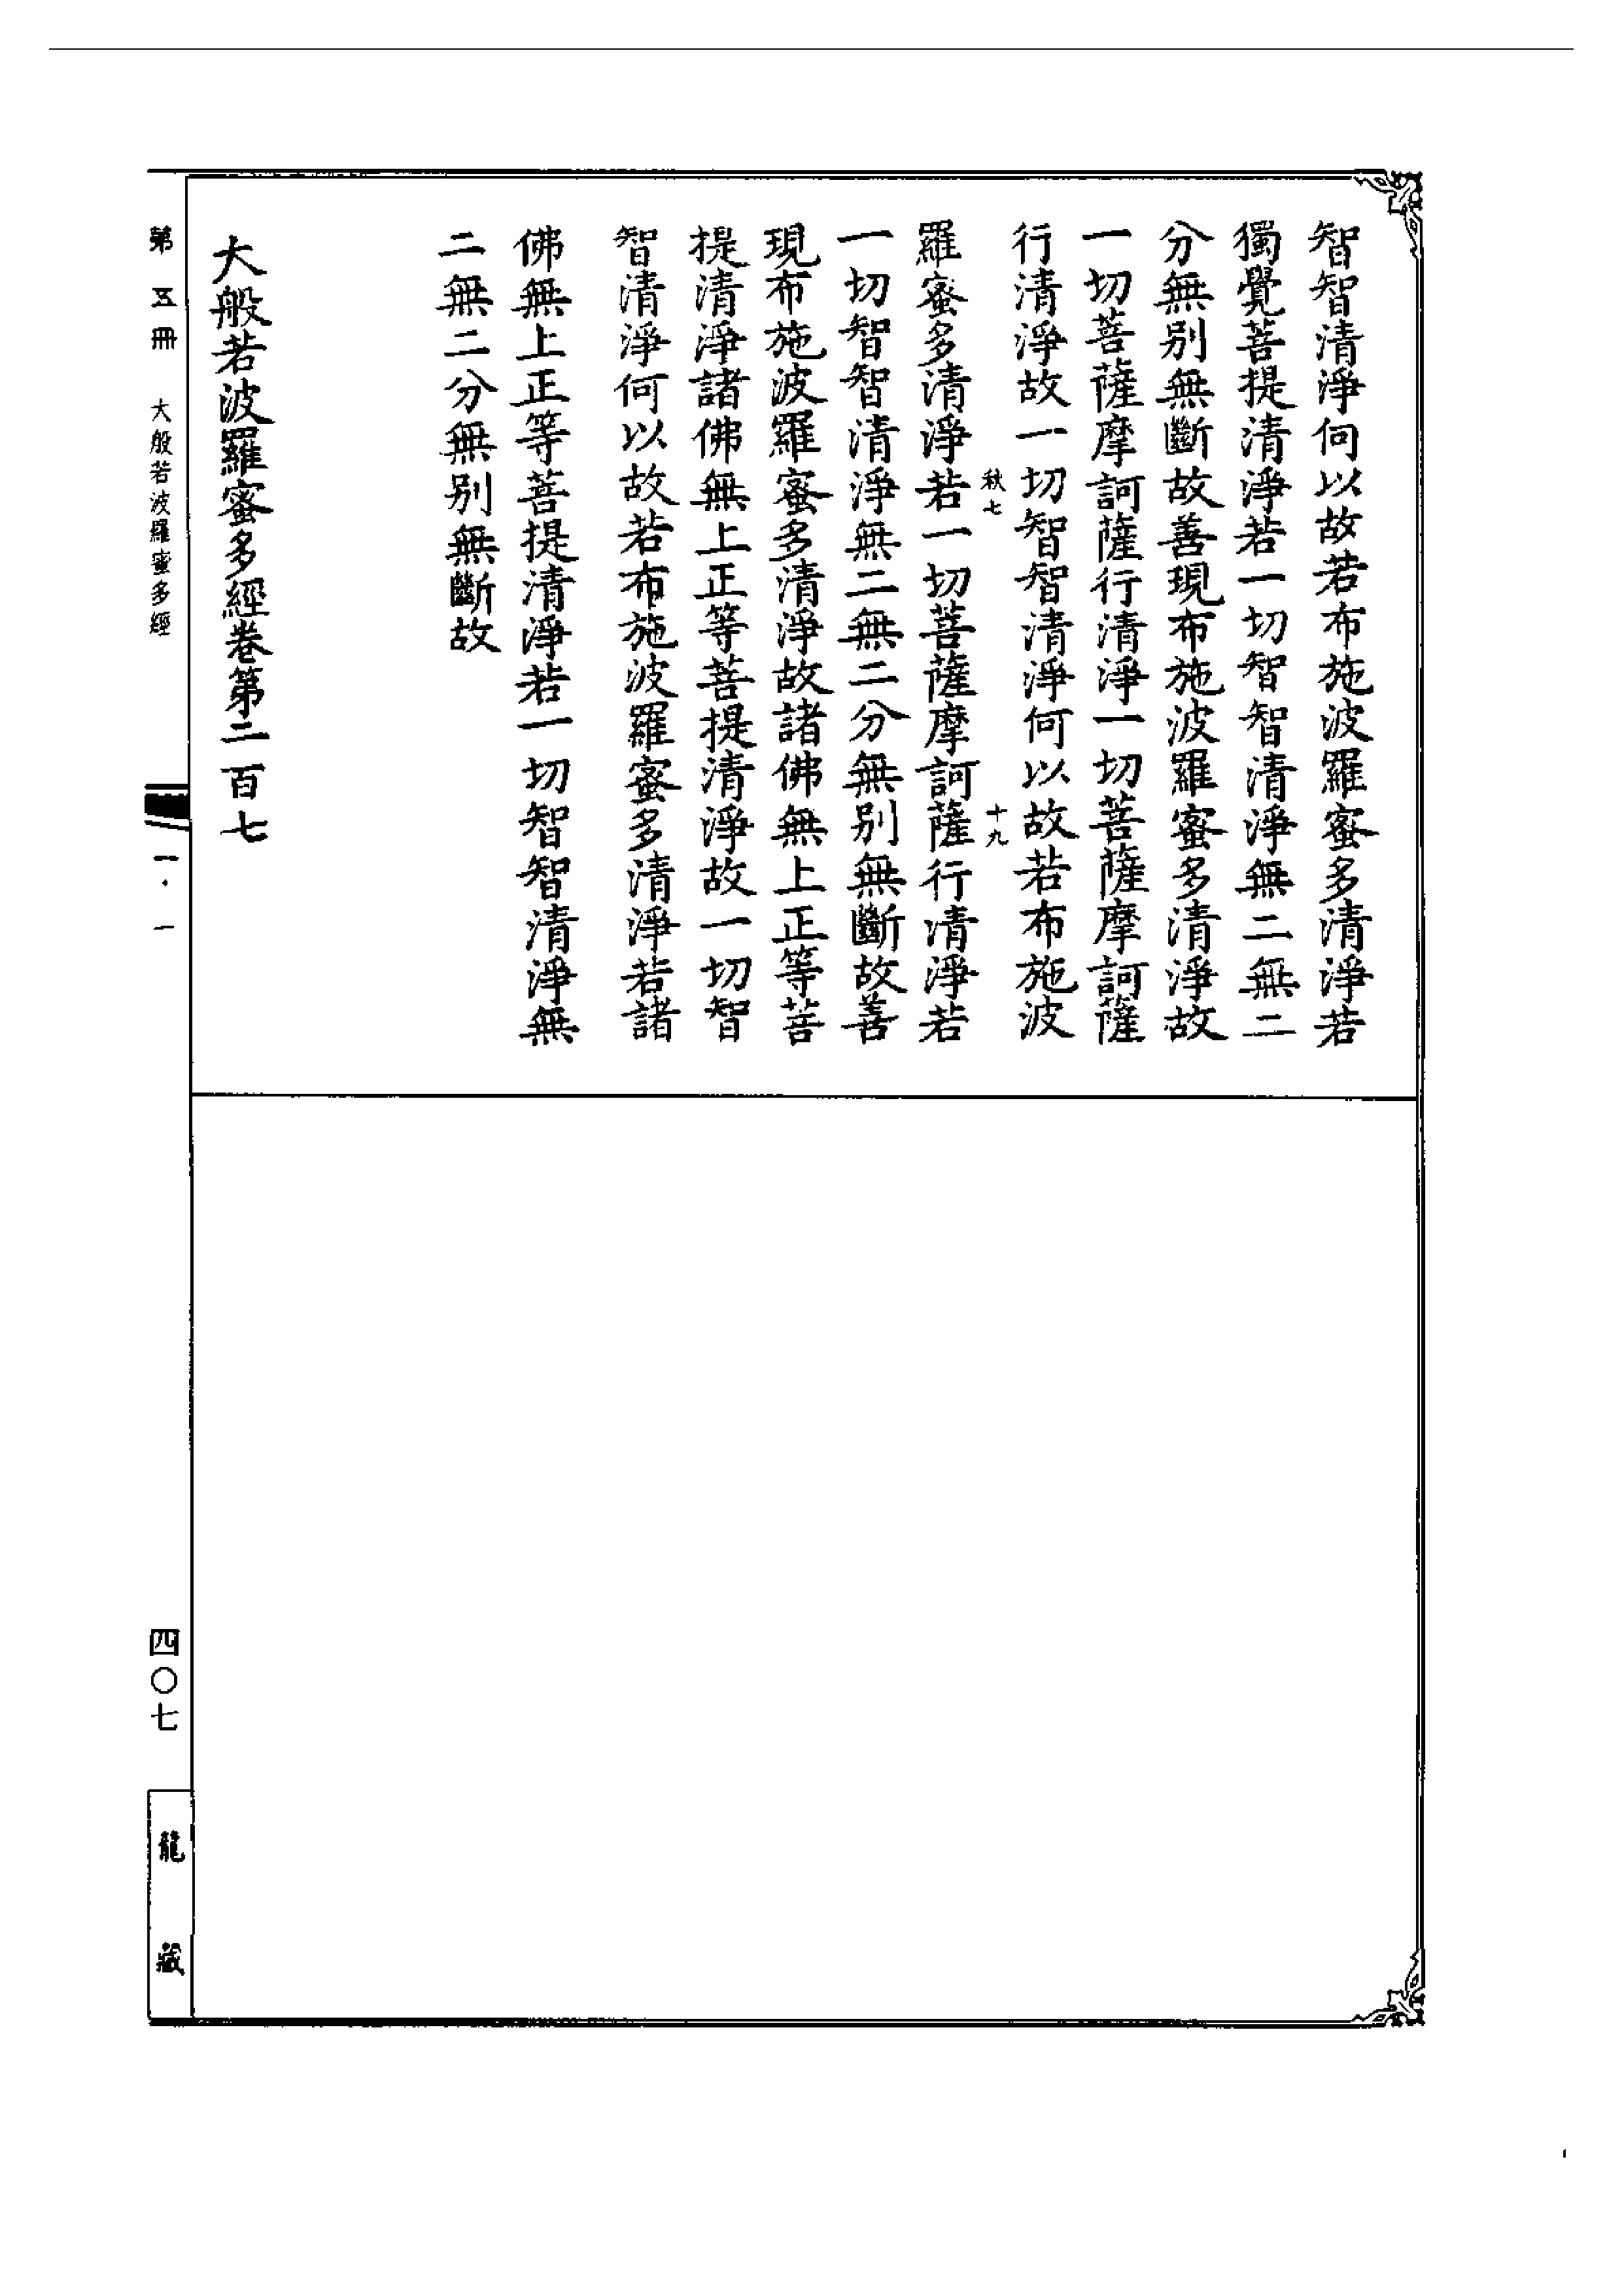 智智清淨何以故若布施波羅蜜多清淨若
獨覺菩提清淨若一切智智清淨無二無二
分無别無斷故善現布施波羅蜜多清淨故
一切菩薩摩訶薩行清淨一切菩薩摩訶薩
行清淨故一切智智清淨何以故若布施波
秋七 十九
羅蜜多清淨若一切菩薩摩訶薩行清淨若
一切智智清淨無二無二分無别無斷故善
現布施波羅蜜多清淨故諸佛無上正等菩
提清淨諸佛無上正等菩提清淨故一切智
智清淨何以故若布施波羅蜜多清淨若諸
佛無上正等菩提清淨若一切智智清淨無
二無二分無别無斷故
大般若波羅蜜多經卷第二百七
第五冊 大般若波羅蜜多經
一·一
四〇七
龍藏